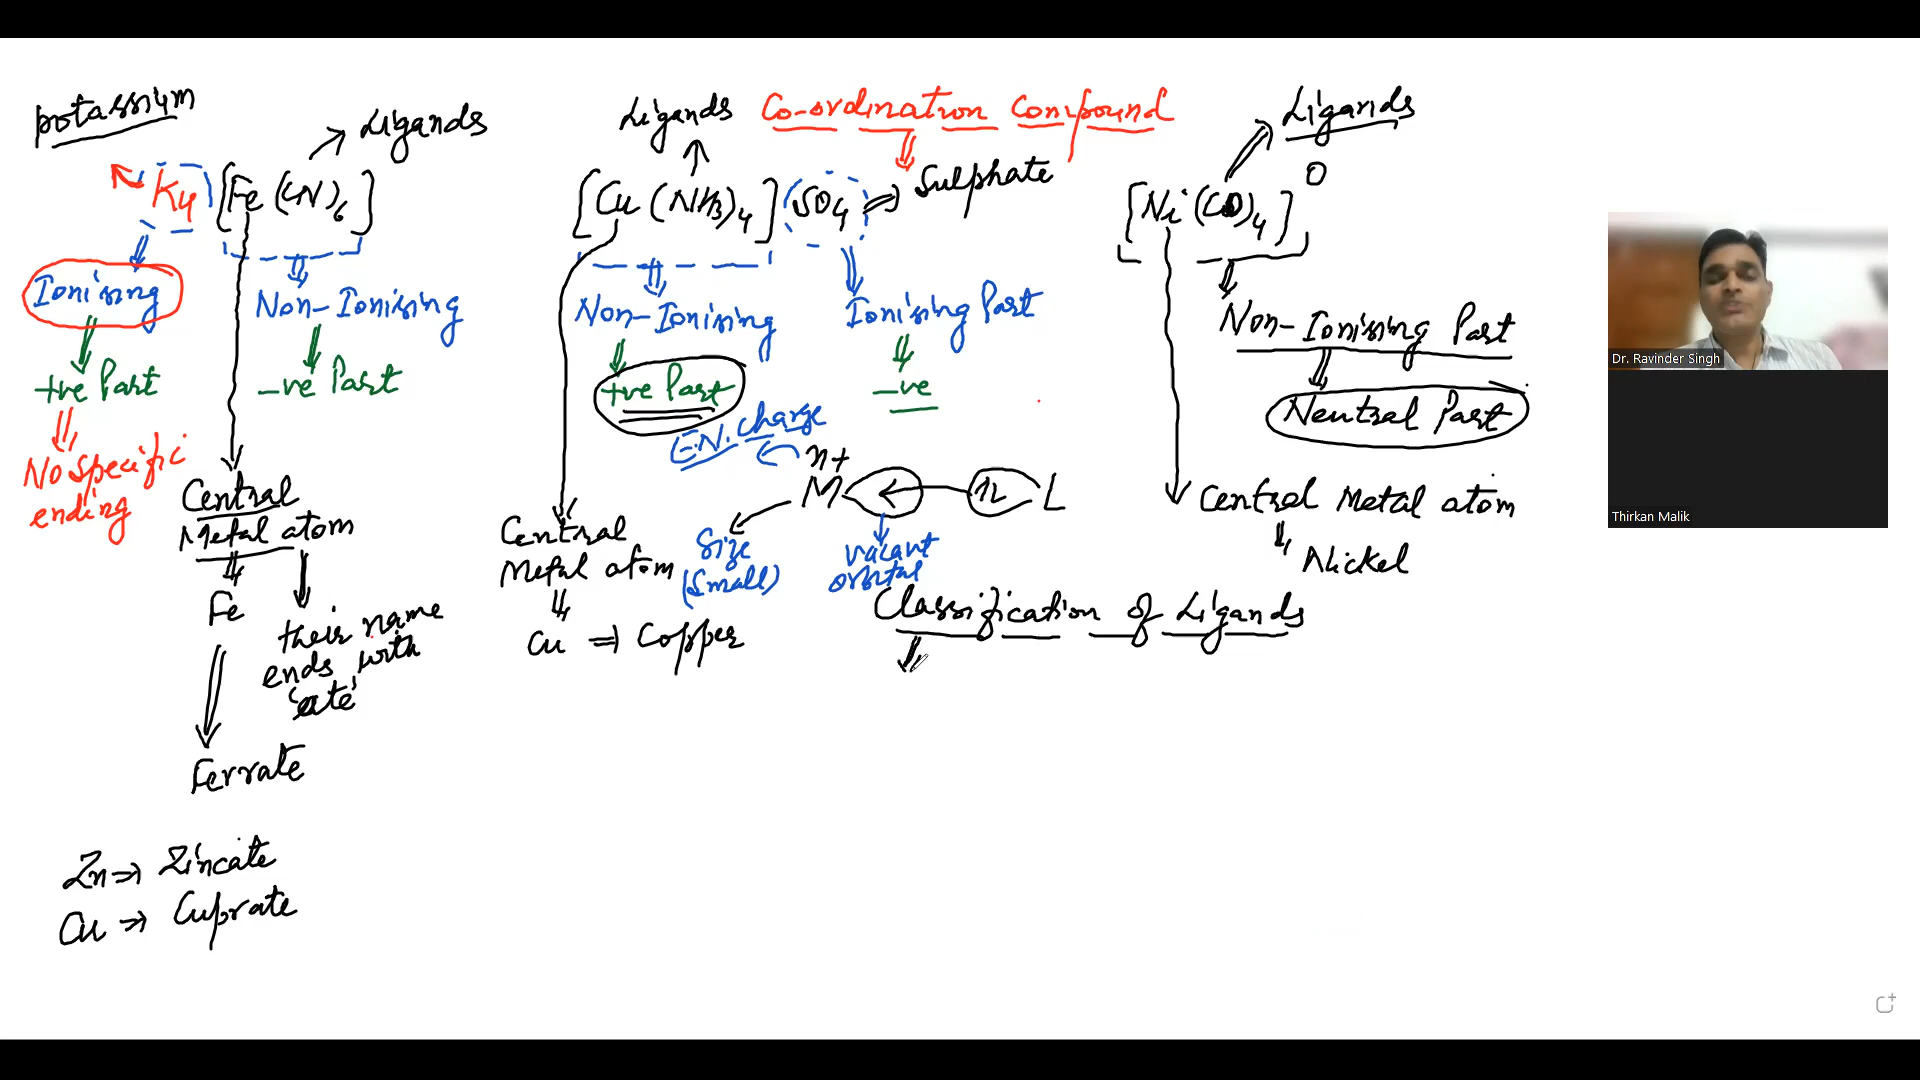 potassium
K4 [Fe(CN)6]
Ligands
Ionising
+ve Part
No specific
ending
Non-Ionising
-ve Part
Central
Metal atom
Fe
their name
ends with
'ate'
Ferrate
Zn ⇒ Zincate
Cu ⇒ Cuprate
Co-ordination Compound
Ligands
[Cu(NH3)4] SO4 ⇒ Sulphate
Non-Ionising
+ve Part
Ionising Part
-ve
Central
Metal atom
Cu ⇒ Copper
E.N. charge
n+
M ← L
Size
(Small)
vacant
orbital
Classification of Ligands
Ligands
O
[Ni(CO)4]
Non-Ionising Part
Neutral Part
Central Metal atom
Nickel
Dr. Ravinder Singh
Thirkan Malik